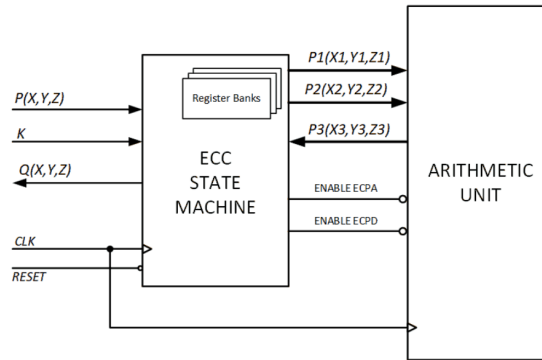 P1(X1,Y1,Z1)
P2(X2,Y2,Z2)
P3(X3,Y3,Z3)
Register Banks
P(X,Y,Z)
K
Q(X,Y,Z)
ECC
STATE
MACHINE
ARITHMETIC
UNIT
ENABLE ECPA
ENABLE ECPD
CLK
RESET